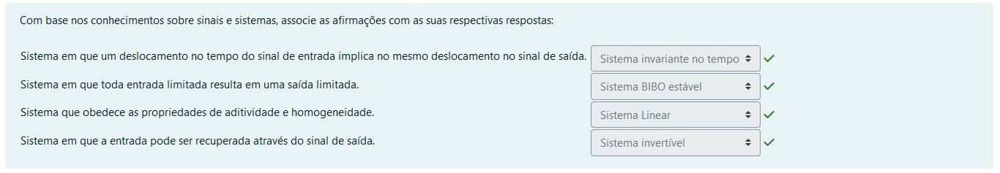 Com base nos conhecimentos sobre sinais e sistemas, associe as afirmações com as suas respectivas respostas:
Sistema em que um deslocamento no tempo do sinal de entrada implica no mesmo deslocamento no sinal de saída. Sistema invariante no tempo
Sistema em que toda entrada limitada resulta em uma saída limitada. Sistema BIBO estável
Sistema que obedece as propriedades de aditividade e homogeneidade. Sistema Linear
Sistema em que a entrada pode ser recuperada através do sinal de saída. Sistema invertível